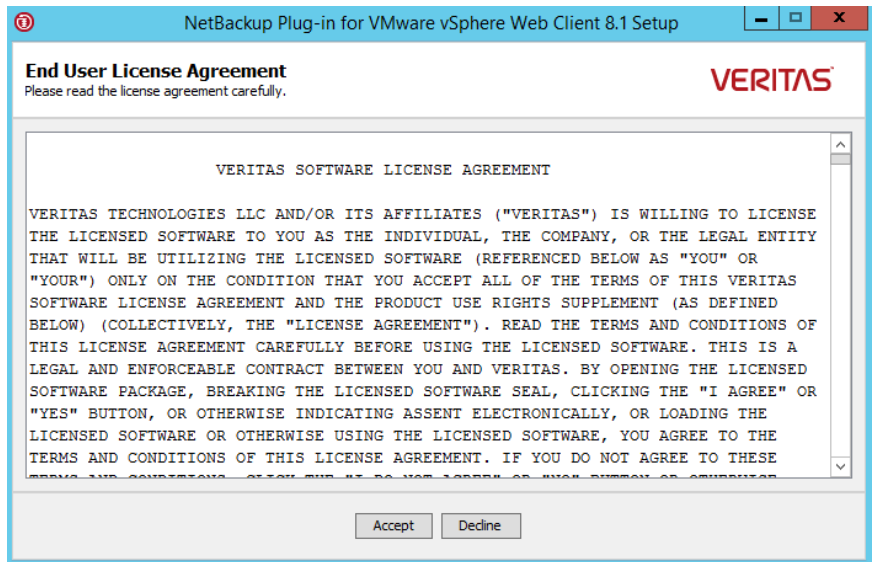 NetBackup Plug-in for VMware vSphere Web Client 8.1 Setup
End User License Agreement
Please read the license agreement carefully.
VERITAS
VERITAS SOFTWARE LICENSE AGREEMENT
VERITAS TECHNOLOGIES LLC AND/OR ITS AFFILIATES ("VERITAS") IS WILLING TO LICENSE
THE LICENSED SOFTWARE TO YOU AS THE INDIVIDUAL, THE COMPANY, OR THE LEGAL ENTITY
THAT WILL BE UTILIZING THE LICENSED SOFTWARE (REFERENCED BELOW AS "YOU" OR
"YOUR") ONLY ON THE CONDITION THAT YOU ACCEPT ALL OF THE TERMS OF THIS VERITAS
SOFTWARE LICENSE AGREEMENT AND THE PRODUCT USE RIGHTS SUPPLEMENT (AS DEFINED
BELOW) (COLLECTIVELY, THE "LICENSE AGREEMENT"). READ THE TERMS AND CONDITIONS OF
THIS LICENSE AGREEMENT CAREFULLY BEFORE USING THE LICENSED SOFTWARE. THIS IS A
LEGAL AND ENFORCEABLE CONTRACT BETWEEN YOU AND VERITAS. BY OPENING THE LICENSED
SOFTWARE PACKAGE, BREAKING THE LICENSED SOFTWARE SEAL, CLICKING THE "I AGREE" OR
"YES" BUTTON, OR OTHERWISE INDICATING ASSENT ELECTRONICALLY, OR LOADING THE
LICENSED SOFTWARE OR OTHERWISE USING THE LICENSED SOFTWARE, YOU AGREE TO THE
TERMS AND CONDITIONS OF THIS LICENSE AGREEMENT. IF YOU DO NOT AGREE TO THESE
Accept Decline